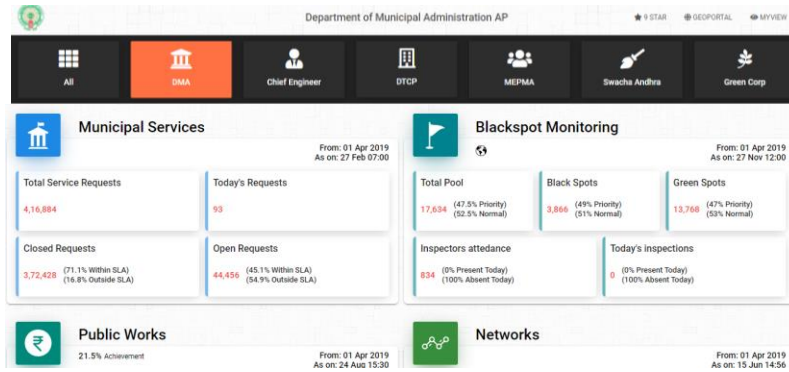 Department of Municipal Administration AP
9 STAR GEOPORTAL MYVIEW
All DMA Chief Engineer DTCP MEPMA Swacha Andhra Green Corp
Municipal Services
From: 01 Apr 2019
As on: 27 Feb 07:00
Total Service Requests
4,16,884
Today's Requests
93
Closed Requests
3,72,428 (71.1% Within SLA)
(16.8% Outside SLA)
Open Requests
44,456 (45.1% Within SLA)
(54.9% Outside SLA)
Blackspot Monitoring
From: 01 Apr 2019
As on: 27 Nov 12:00
Total Pool
17,634 (47.5% Priority)
(52.5% Normal)
Black Spots
3,866 (49% Priority)
(51% Normal)
Green Spots
13,768 (47% Priority)
(53% Normal)
Inspectors attedance
834 (0% Present Today)
(100% Absent Today)
Today's inspections
0 (0% Present Today)
(100% Absent Today)
Public Works
21.5% Achievement
From: 01 Apr 2019
As on: 24 Aug 15:30
Networks
From: 01 Apr 2019
As on: 15 Jun 14:56